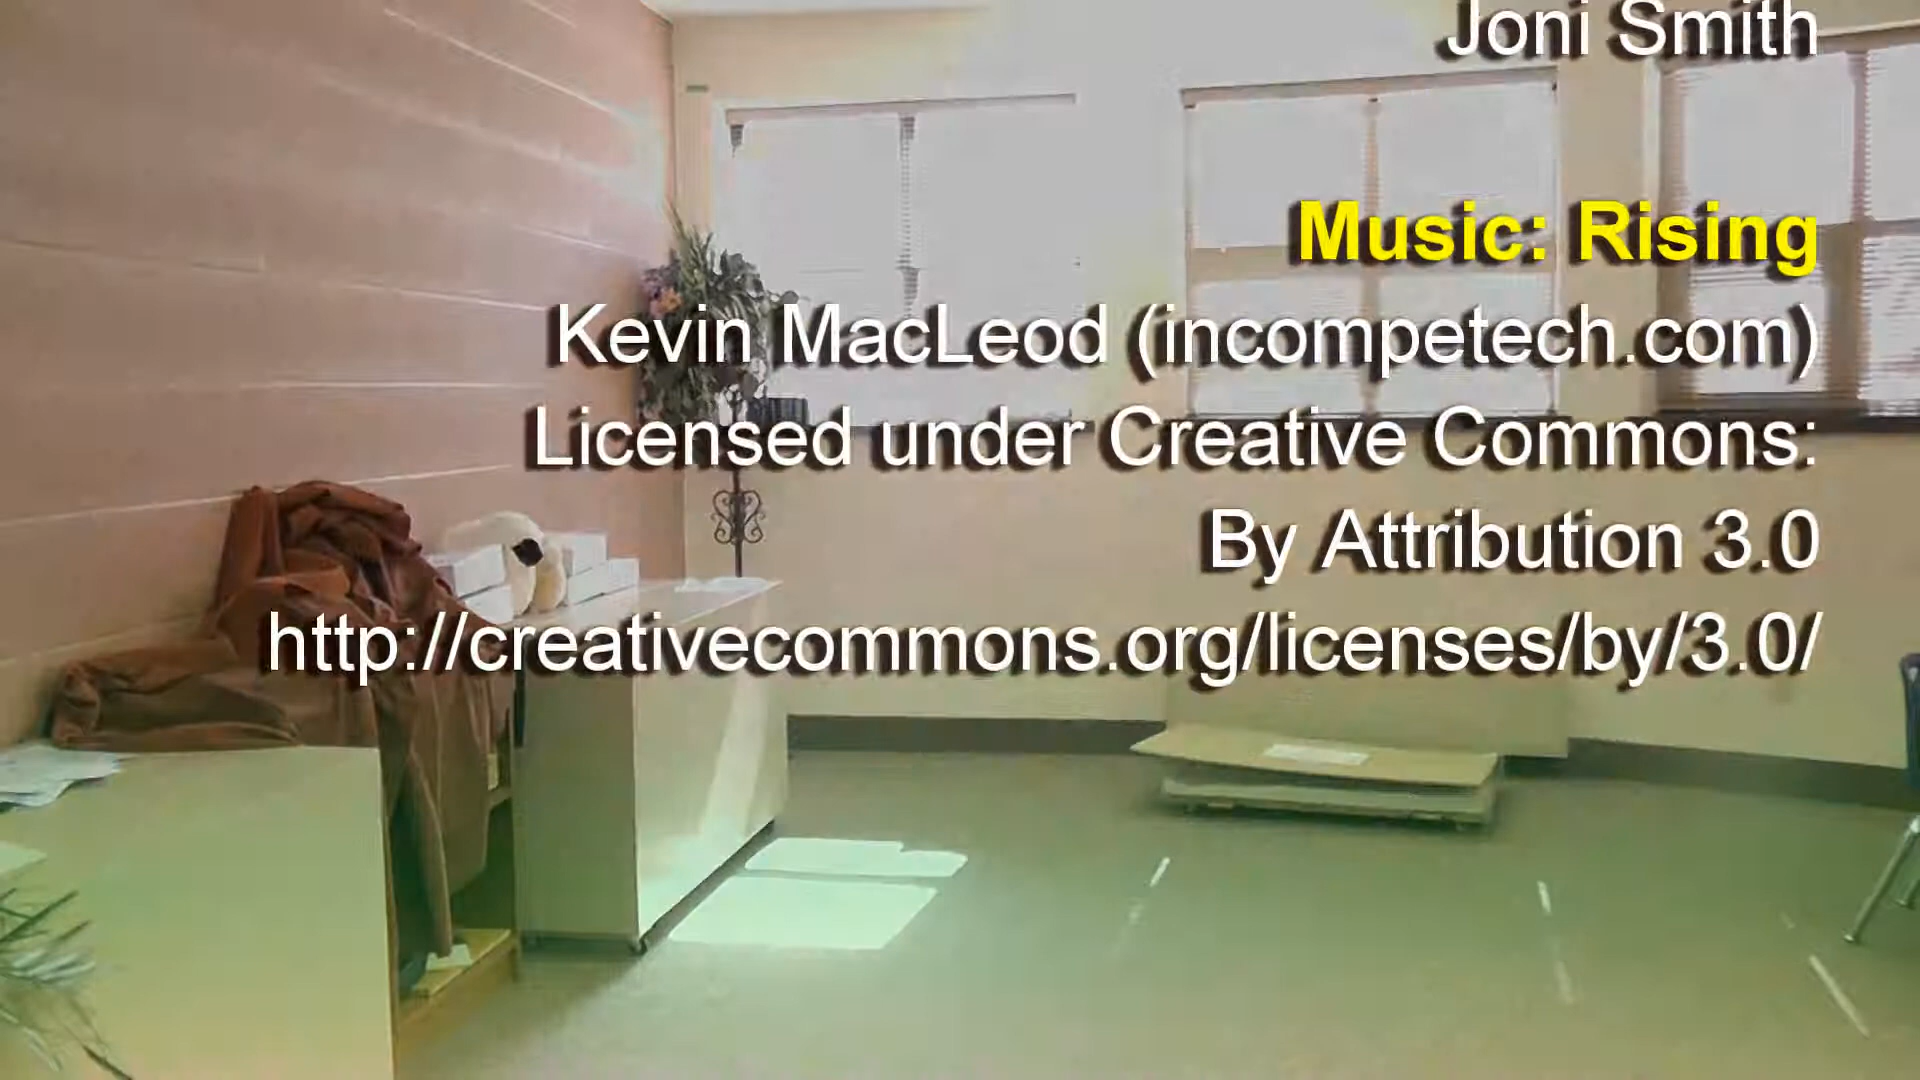 Joni Smith
Music: Rising
Kevin MacLeod (incompetech.com)
Licensed under Creative Commons:
By Attribution 3.0
http://creativecommons.org/licenses/by/3.0/